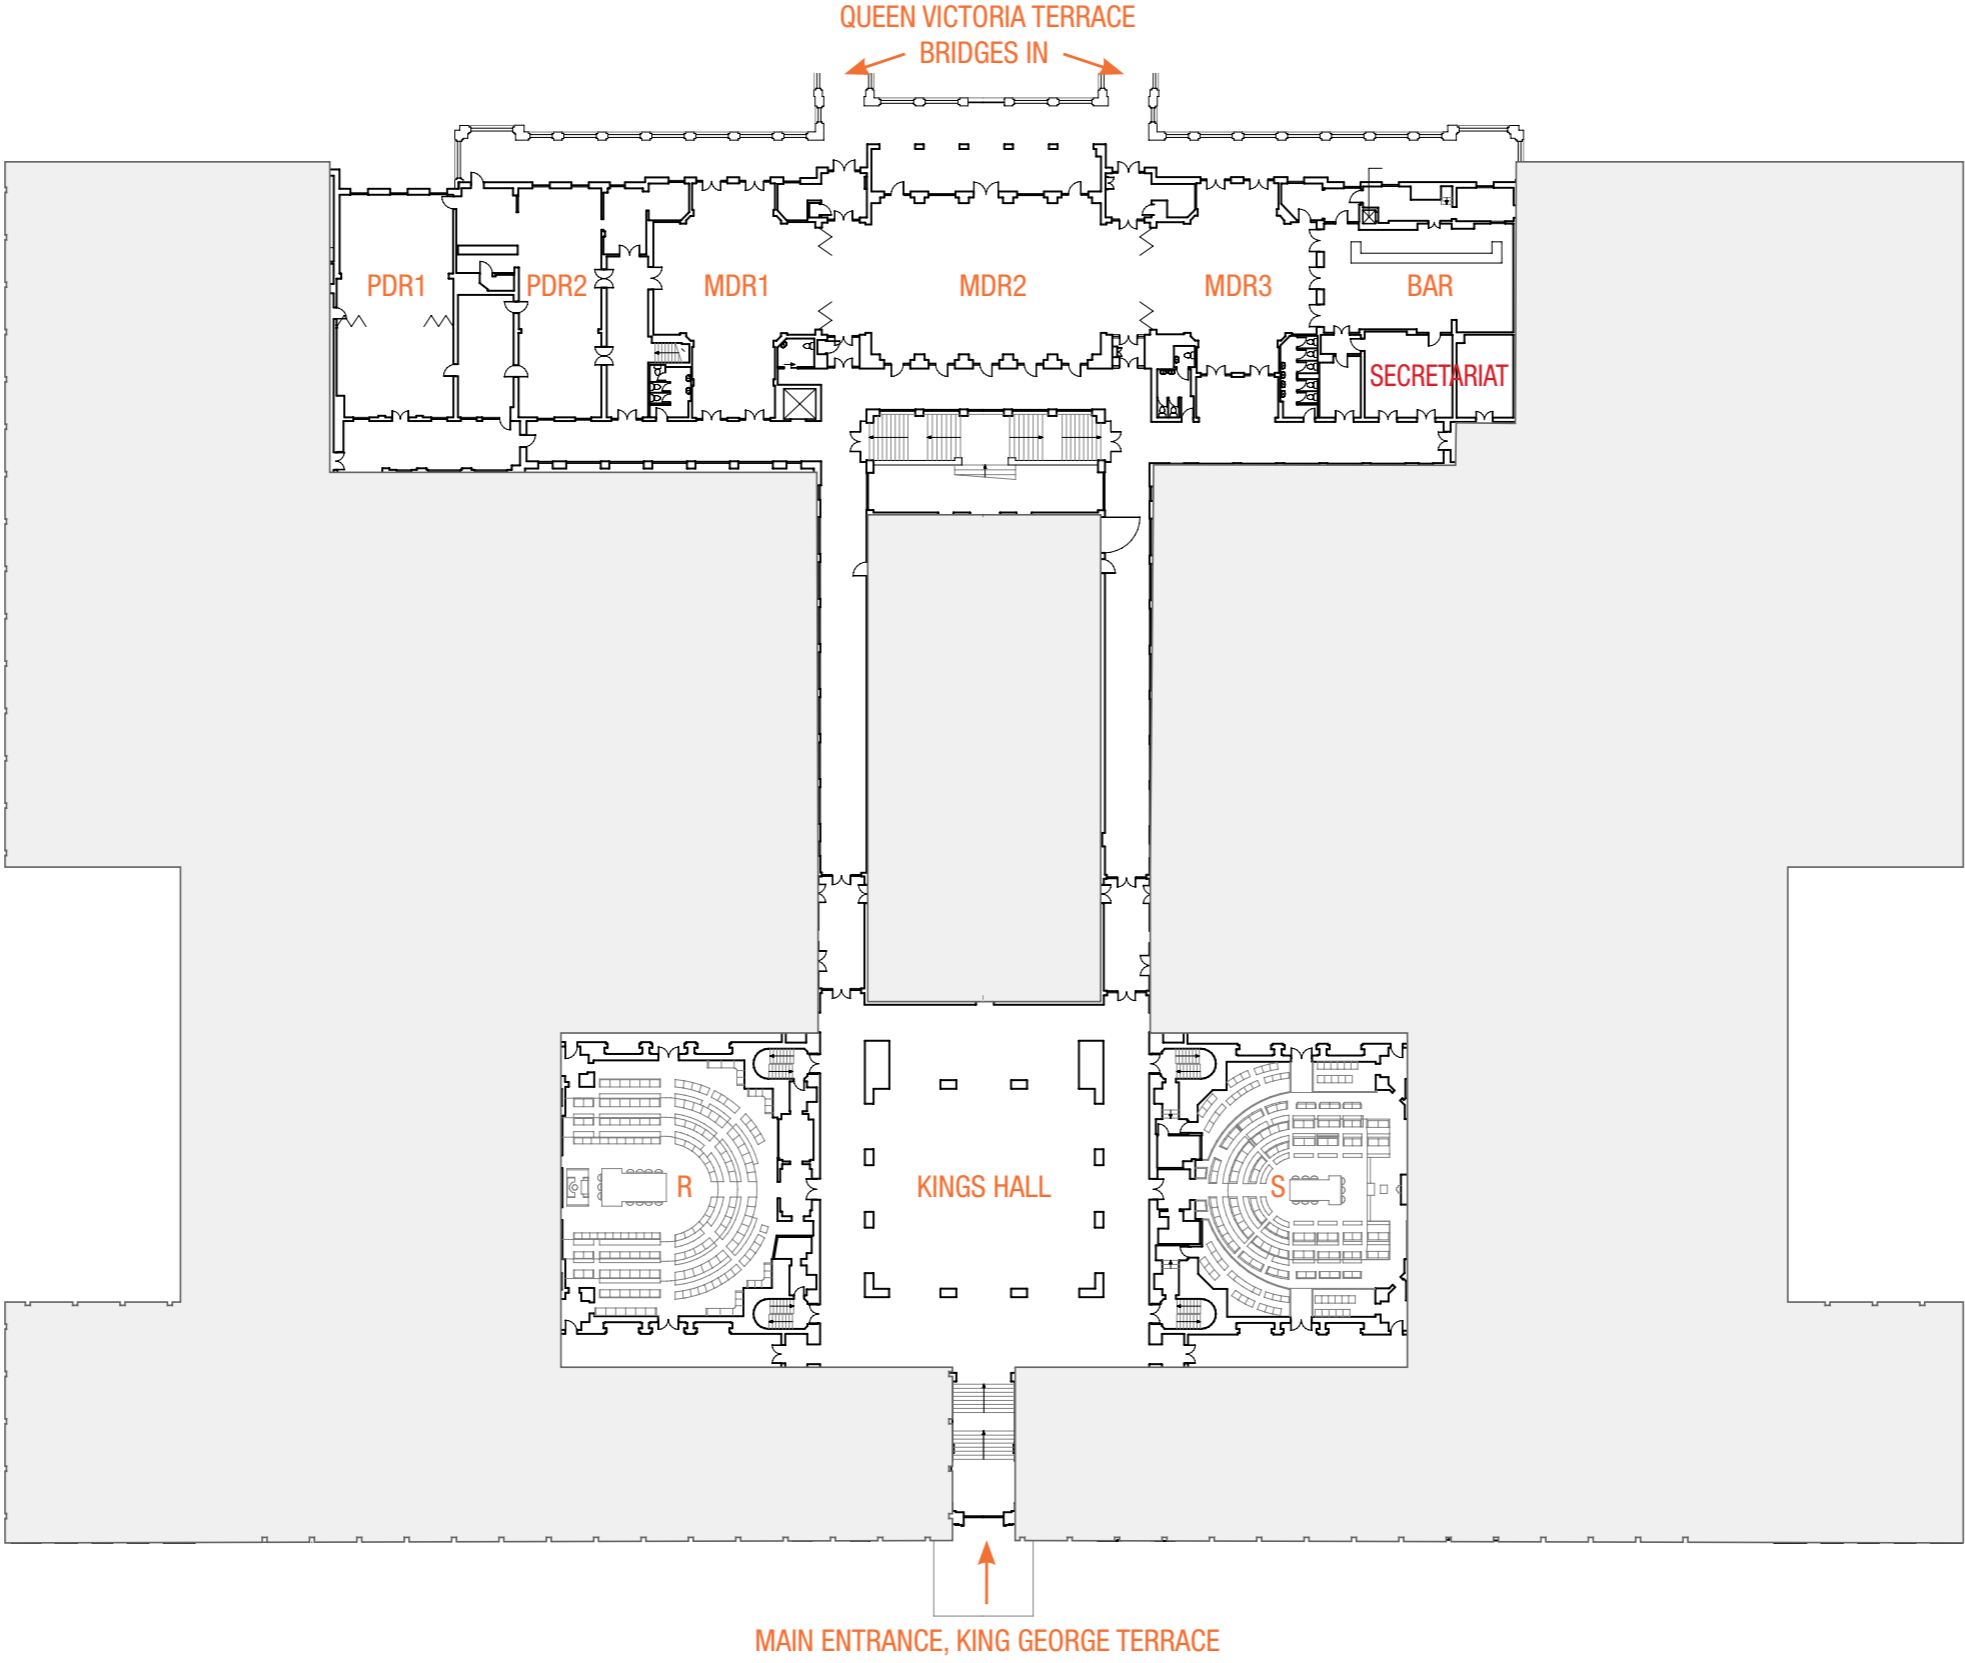 QUEEN VICTORIA TERRACE
BRIDGES IN
PDR1
PDR2
MDR1
MDR2
MDR3
BAR
SECRETARIAT
R
KINGS HALL
S
MAIN ENTRANCE, KING GEORGE TERRACE